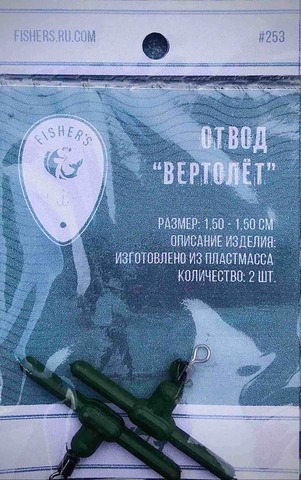 FISHERS.RU.COM
#253
FISHER'S
ОТВОД
"ВЕРТОЛЁТ"
РАЗМЕР: 1,50 - 1,50 СМ
ОПИСАНИЕ ИЗДЕЛИЯ:
ИЗГОТОВЛЕНО ИЗ ПЛАСТМАССА
КОЛИЧЕСТВО: 2 ШТ.